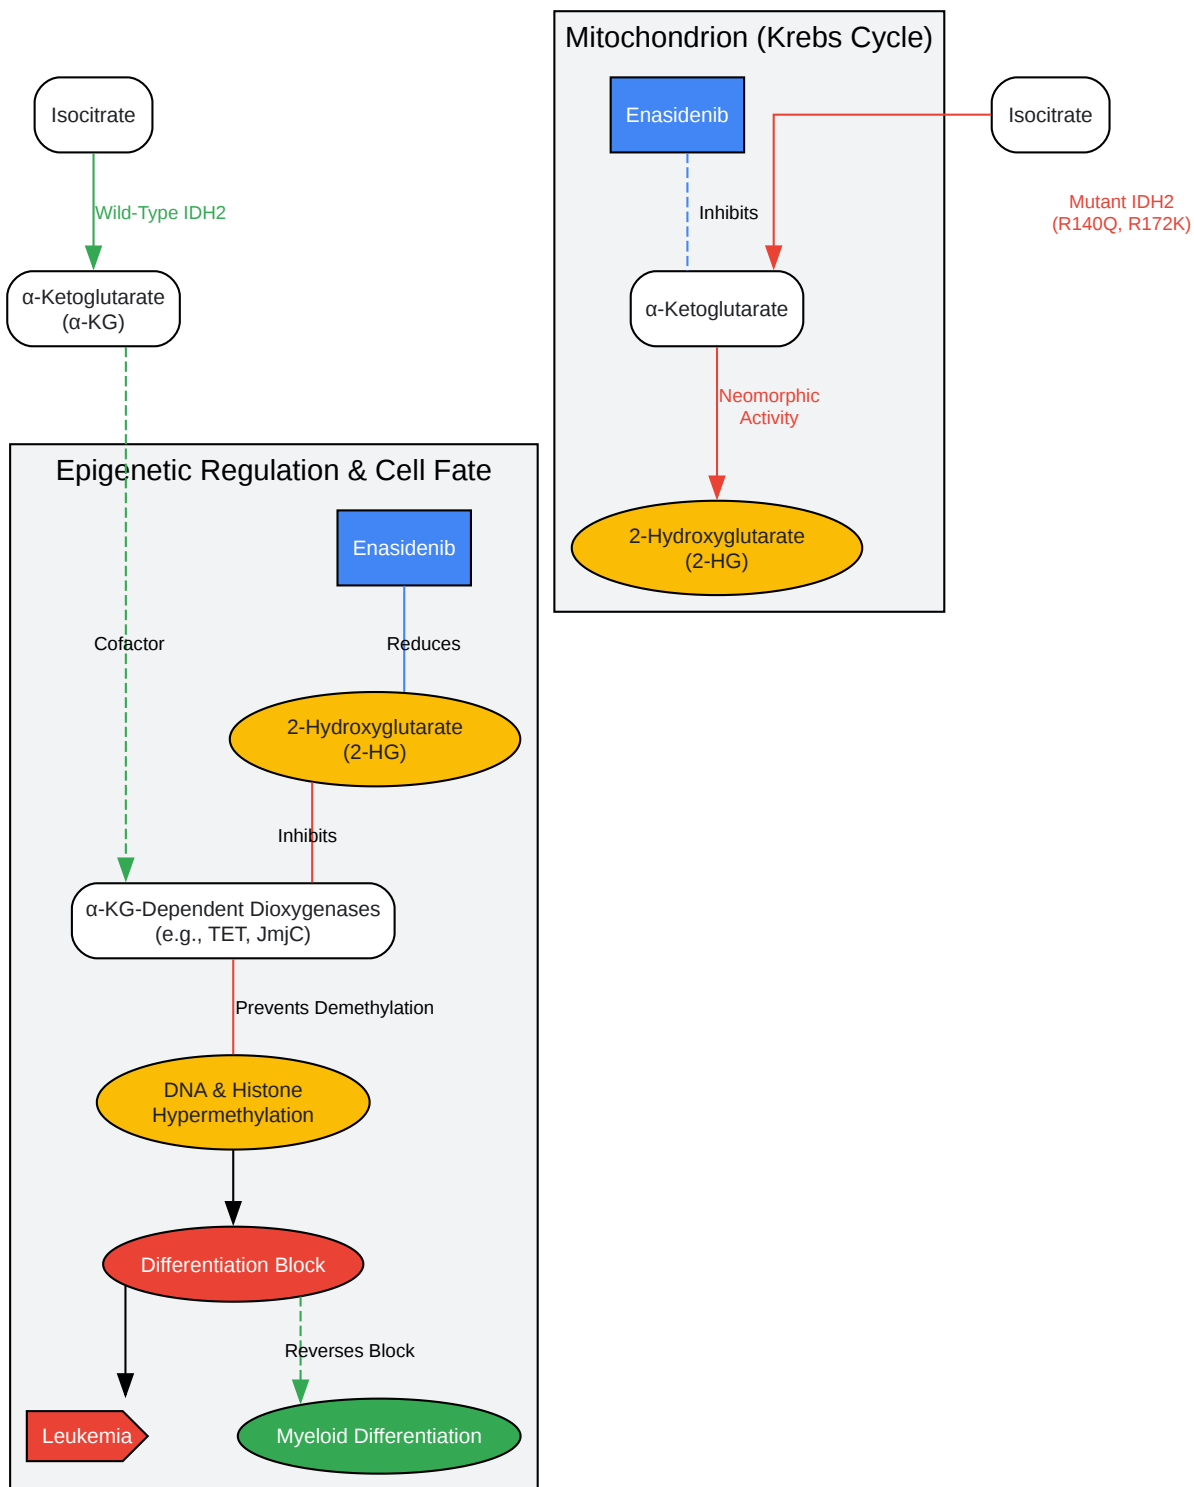 Mitochondrion (Krebs Cycle)
Isocitrate
Enasidenib
Isocitrate
Wild-Type IDH2
Inhibits
Mutant IDH2
(R140Q, R172K)
α-Ketoglutarate
(α-KG)
α-Ketoglutarate
Neomorphic
Activity
Epigenetic Regulation & Cell Fate
Enasidenib
2-Hydroxyglutarate
(2-HG)
Cofactor
Reduces
2-Hydroxyglutarate
(2-HG)
Inhibits
α-KG-Dependent Dioxygenases
(e.g., TET, JmjC)
Prevents Demethylation
DNA & Histone
Hypermethylation
Differentiation Block
Reverses Block
Leukemia
Myeloid Differentiation